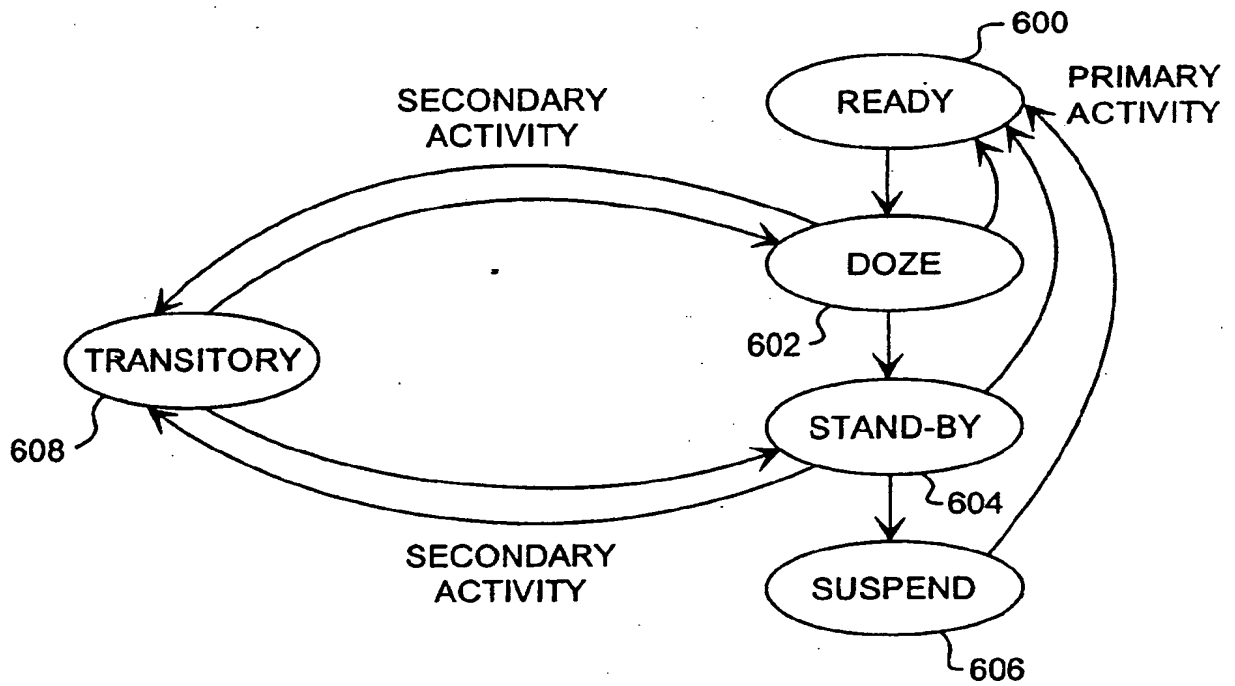 600
READY
PRIMARY
ACTIVITY
SECONDARY
ACTIVITY
DOZE
602
TRANSITORY
608
STAND-BY
604
SECONDARY
ACTIVITY
SUSPEND
606